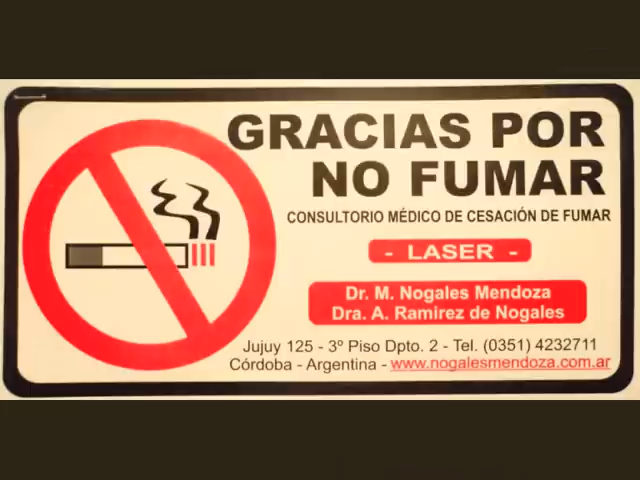 GRACIAS POR
NO FUMAR
CONSULTORIO MÉDICO DE CESACIÓN DE FUMAR
- LASER -
Dr. M. Nogales Mendoza
Dra. A. Ramirez de Nogales
Jujuy 125 - 3º Piso Dpto. 2 - Tel. (0351) 4232711
Córdoba - Argentina - www.nogalesmendoza.com.ar